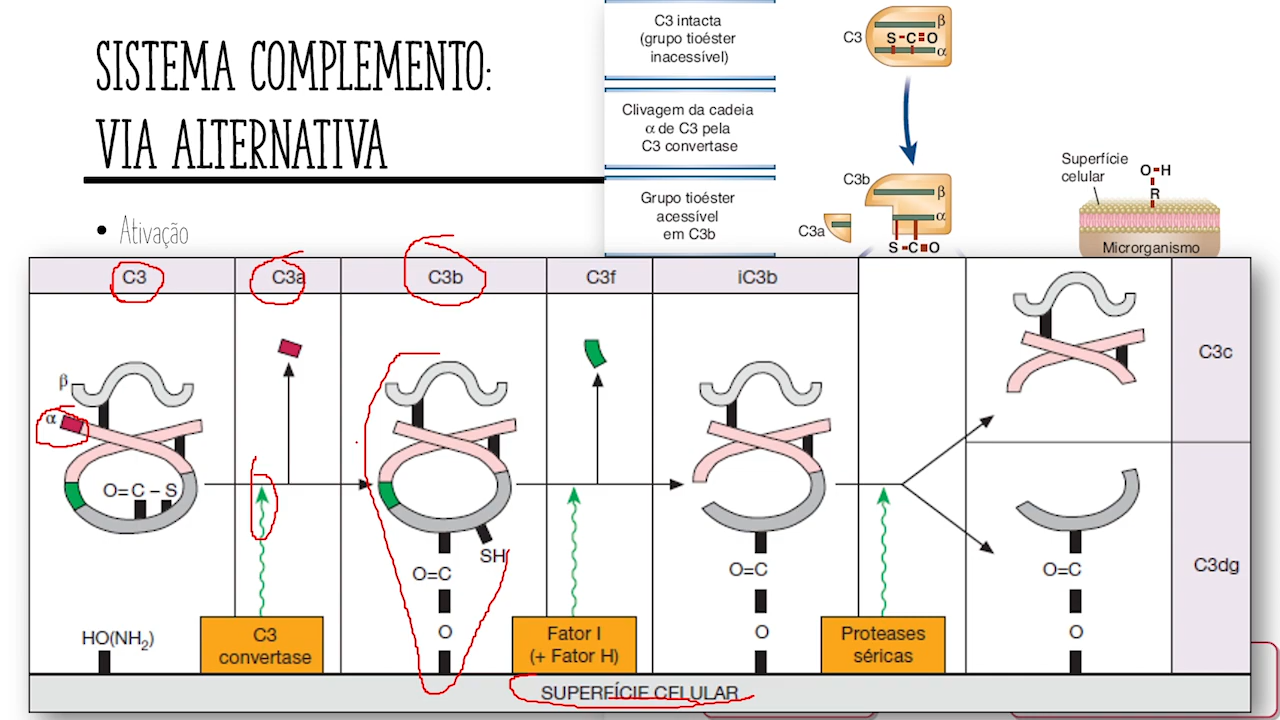 SISTEMA COMPLEMENTO:
VIA ALTERNATIVA
• Ativação
C3 intacta
(grupo tioéster
inacessível)
Clivagem da cadeia
α de C3 pela
C3 convertase
Grupo tioéster
acessível
em C3b
C3
β
S-C=O
α
C3b
β
α
C3a
S-C=O
Superfície
celular
O-H
R
Microrganismo
C3
C3a
C3b
C3f
iC3b
β
α
O=C-S
HO(NH2)
C3
convertase
SH
O=C
O
Fator I
(+ Fator H)
O=C
O
Proteases
séricas
O=C
O
C3c
C3dg
SUPERFÍCIE CELULAR